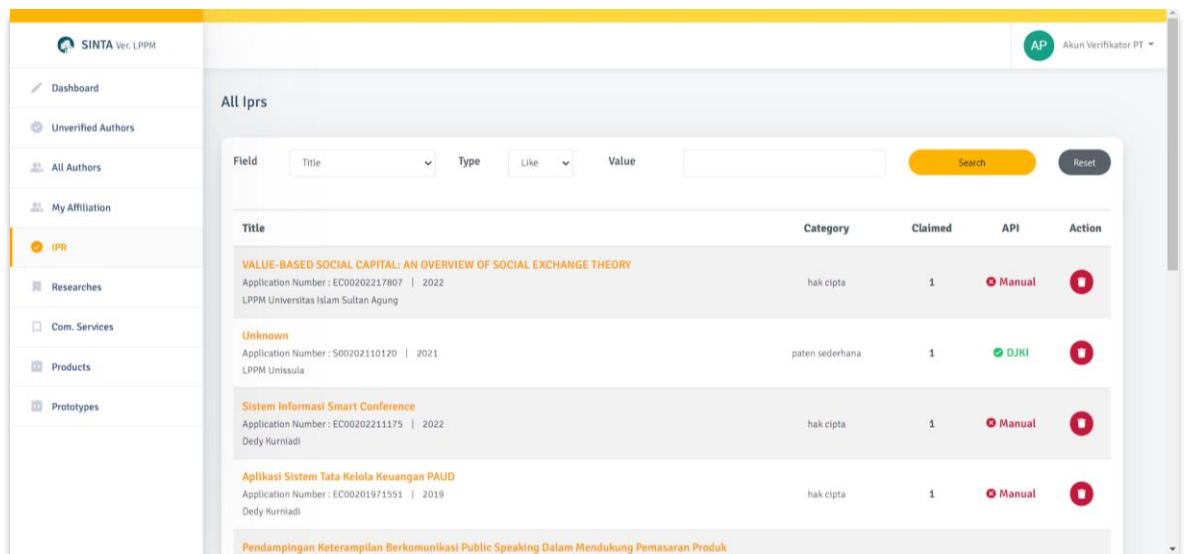 SINTA Ver. LPPM
AP Akun Verifikator PT
Dashboard
Unverified Authors
All Authors
My Affiliation
IPR
Researches
Com. Services
Products
Prototypes
All Iprs
Field Title Type Like Value Search Reset
Title Category Claimed API Action
VALUE-BASED SOCIAL CAPITAL: AN OVERVIEW OF SOCIAL EXCHANGE THEORY
Application Number : EC00202217807 | 2022 hak cipta 1 Manual
LPPM Universitas Islam Sultan Agung
Unknown
Application Number : S00202110120 | 2021 paten sederhana 1 DJKI
LPPM Unissula
Sistem Informasi Smart Conference
Application Number : EC00202211175 | 2022 hak cipta 1 Manual
Dedy Kurniadi
Aplikasi Sistem Tata Kelola Keuangan PAUD
Application Number : EC00201971551 | 2019 hak cipta 1 Manual
Dedy Kurniadi
Pendampingan Keterampilan Berkomunikasi Public Speaking Dalam Mendukung Pemasaran Produk